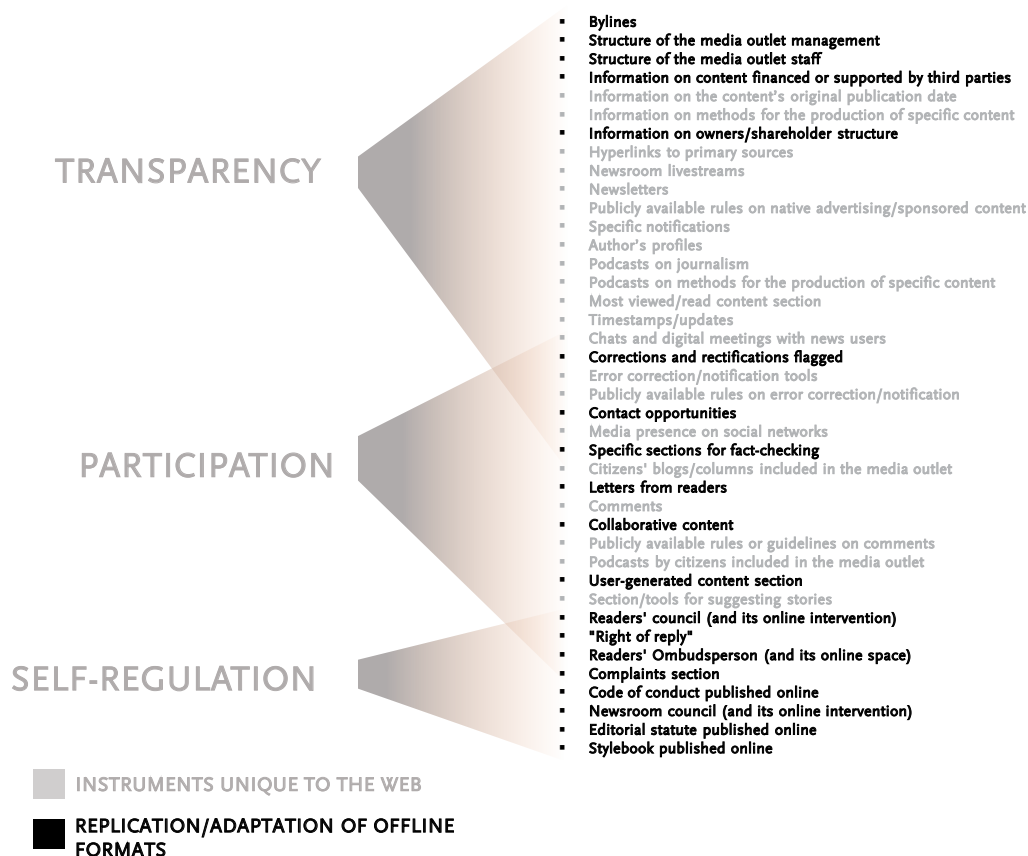 TRANSPARENCY
PARTICIPATION
SELF-REGULATION
▪ Bylines
▪ Structure of the media outlet management
▪ Structure of the media outlet staff
▪ Information on content financed or supported by third parties
▪ Information on the content's original publication date
▪ Information on methods for the production of specific content
▪ Information on owners/shareholder structure
▪ Hyperlinks to primary sources
▪ Newsroom livestreams
▪ Newsletters
▪ Publicly available rules on native advertising/sponsored content
▪ Specific notifications
▪ Author's profiles
▪ Podcasts on journalism
▪ Podcasts on methods for the production of specific content
▪ Most viewed/read content section
▪ Timestamps/updates
▪ Chats and digital meetings with news users
▪ Corrections and rectifications flagged
▪ Error correction/notification tools
▪ Publicly available rules on error correction/notification
▪ Contact opportunities
▪ Media presence on social networks
▪ Specific sections for fact-checking
▪ Citizens' blogs/columns included in the media outlet
▪ Letters from readers
▪ Comments
▪ Collaborative content
▪ Publicly available rules or guidelines on comments
▪ Podcasts by citizens included in the media outlet
▪ User-generated content section
▪ Section/tools for suggesting stories
▪ Readers' council (and its online intervention)
▪ "Right of reply"
▪ Readers' Ombudsperson (and its online space)
▪ Complaints section
▪ Code of conduct published online
▪ Newsroom council (and its online intervention)
▪ Editorial statute published online
▪ Stylebook published online
INSTRUMENTS UNIQUE TO THE WEB
REPLICATION/ADAPTATION OF OFFLINE
FORMATS